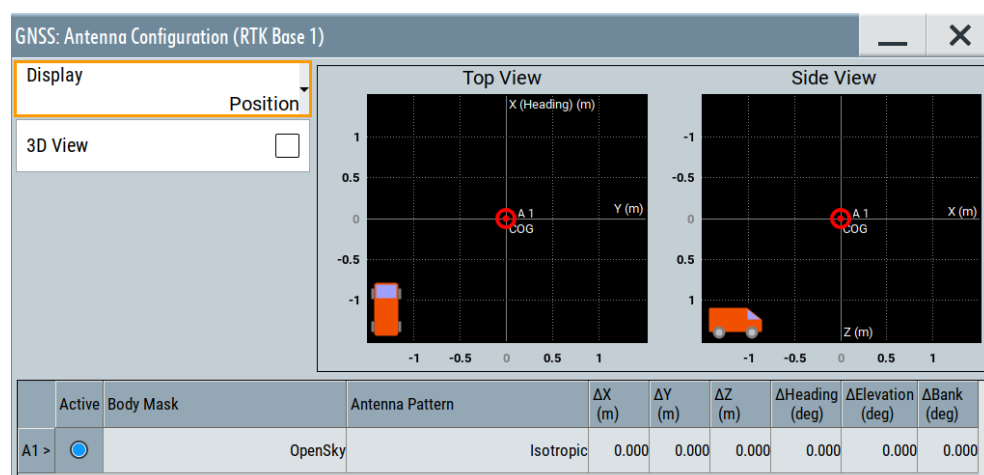 GNSS: Antenna Configuration (RTK Base 1)
Display
Position
3D View
Top View
X (Heading) (m)
1
0.5
0
-0.5
-1
Y (m)
A 1
COG
-1 -0.5 0 0.5 1
Side View
-1
-0.5
0
0.5
1
X (m)
A 1
COG
Z (m)
-1 -0.5 0 0.5 1
Active Body Mask Antenna Pattern ΔX (m) ΔY (m) ΔZ (m) ΔHeading (deg) ΔElevation (deg) ΔBank (deg)
A1 > OpenSky Isotropic 0.000 0.000 0.000 0.000 0.000 0.000